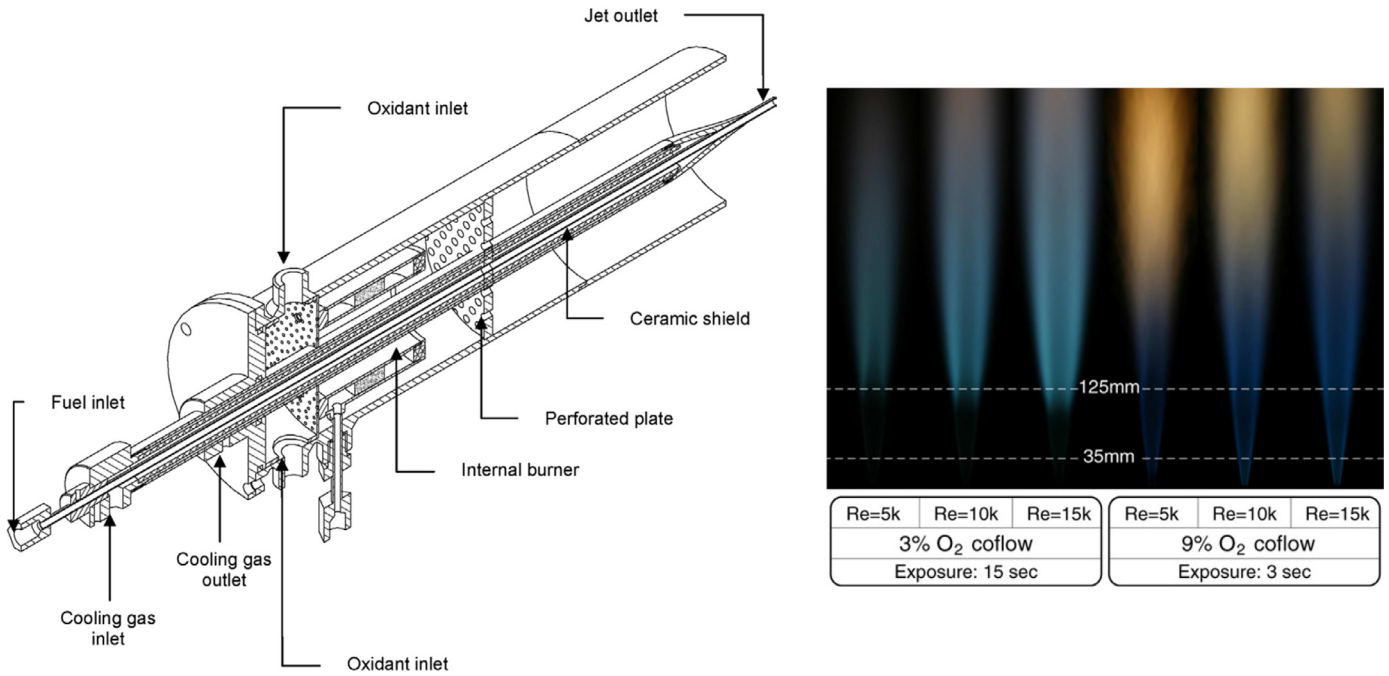 Jet outlet
Oxidant inlet
Ceramic shield
Fuel inlet
Perforated plate
Internal burner
Cooling gas
outlet
Cooling gas
inlet
Oxidant inlet
125mm
35mm
Re=5k Re=10k Re=15k Re=5k Re=10k Re=15k
3% O₂ coflow 9% O₂ coflow
Exposure: 15 sec Exposure: 3 sec